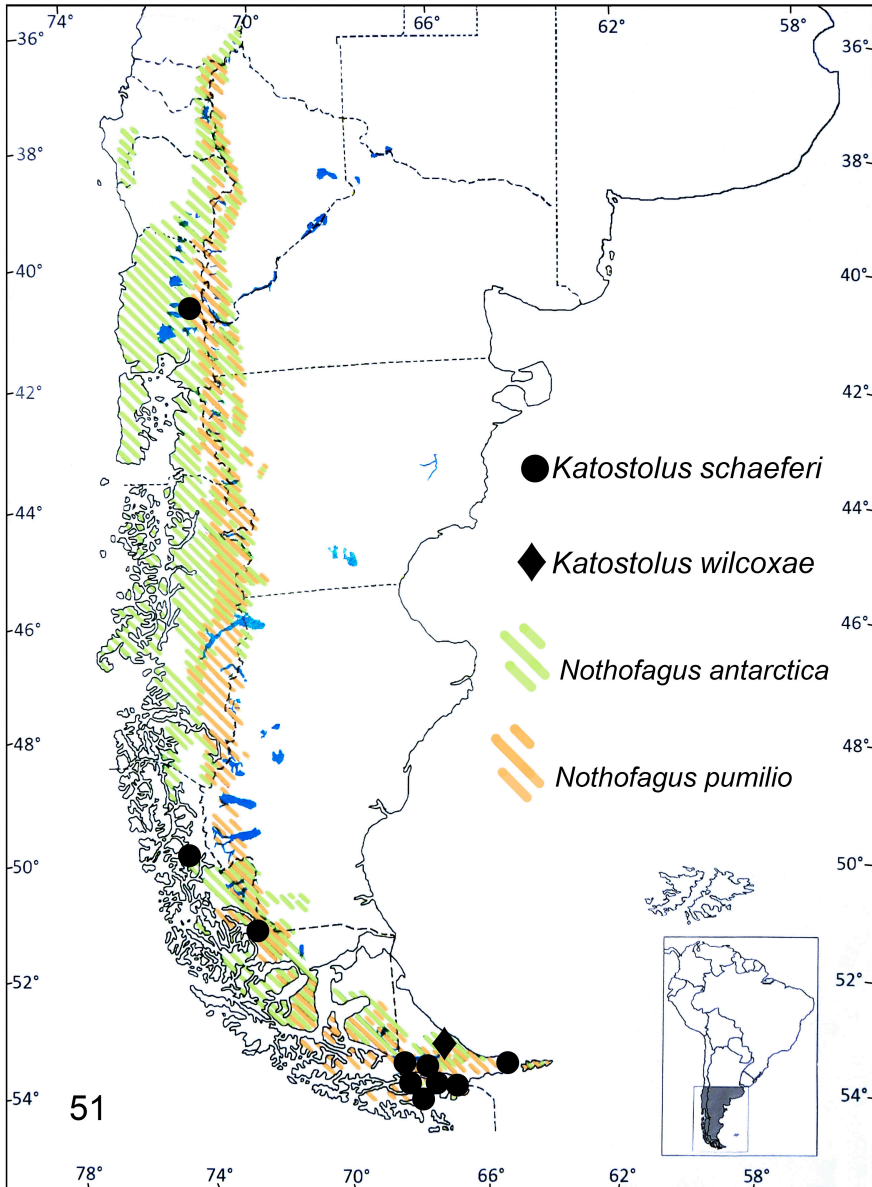 74° 70° 66° 62° 58°
36° 36°
38° 38°
40° 40°
42° 42°
Katostolus schaeferi
44° 44°
Katostolus wilcoxae
46° 46°
Nothofagus antarctica
48° 48°
Nothofagus pumilio
50° 50°
52° 52°
54° 54°
51
78° 74° 70° 66° 62° 58°